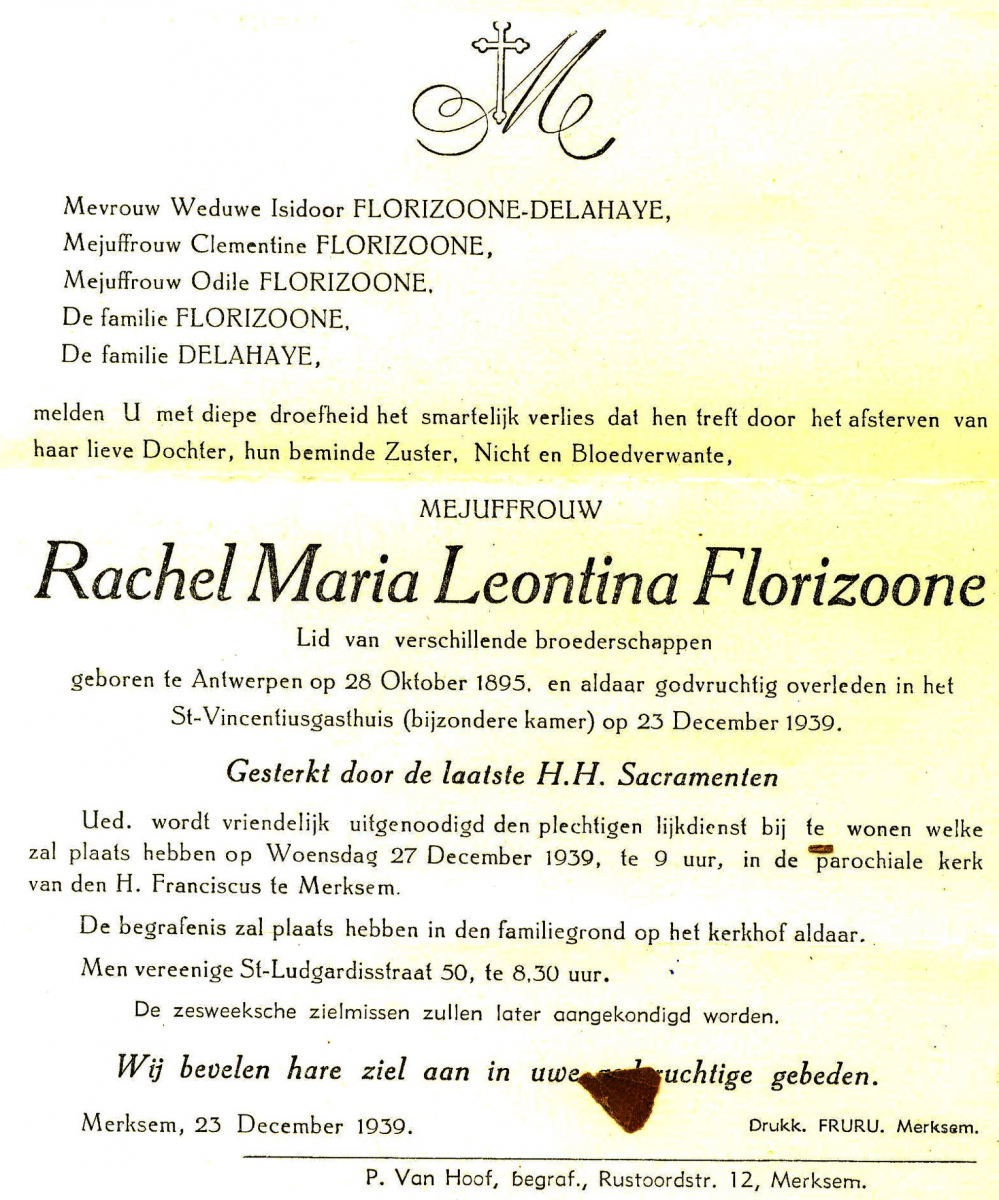 M
Mevrouw Weduwe Isidoor FLORIZOONE-DELAHAYE,
Mejuffrouw Clementine FLORIZOONE,
Mejuffrouw Odile FLORIZOONE,
De familie FLORIZOONE,
De familie DELAHAYE,
melden U met diepe droefheid het smartelijk verlies dat hen treft door het afsterven van
haar lieve Dochter, hun beminde Zuster, Nicht en Bloedverwante,
MEJUFFROUW
Rachel Maria Leontina Florizoone
Lid van verschillende broederschappen
geboren te Antwerpen op 28 Oktober 1895, en aldaar godvruchtig overleden in het
St-Vincentiusgasthuis (bijzondere kamer) op 23 December 1939.
Gesterkt door de laatste H.H. Sacramenten
Ued. wordt vriendelijk uitgenoodigd den plechtigen lijkdienst bij te wonen welke
zal plaats hebben op Woensdag 27 December 1939, te 9 uur, in de parochiale kerk
van den H. Franciscus te Merksem.
De begrafenis zal plaats hebben in den familiegrond op het kerkhof aldaar.
Men vereenige St-Ludgardisstraat 50, te 8,30 uur.
De zesweeksche zielmissen zullen later aangekondigd worden.
Wij bevelen hare ziel aan in uwe gebeden.
Merksem, 23 December 1939.
Drukk. FRURU. Merksem.
P. Van Hoof, begraf., Rustoordstr. 12, Merksem.